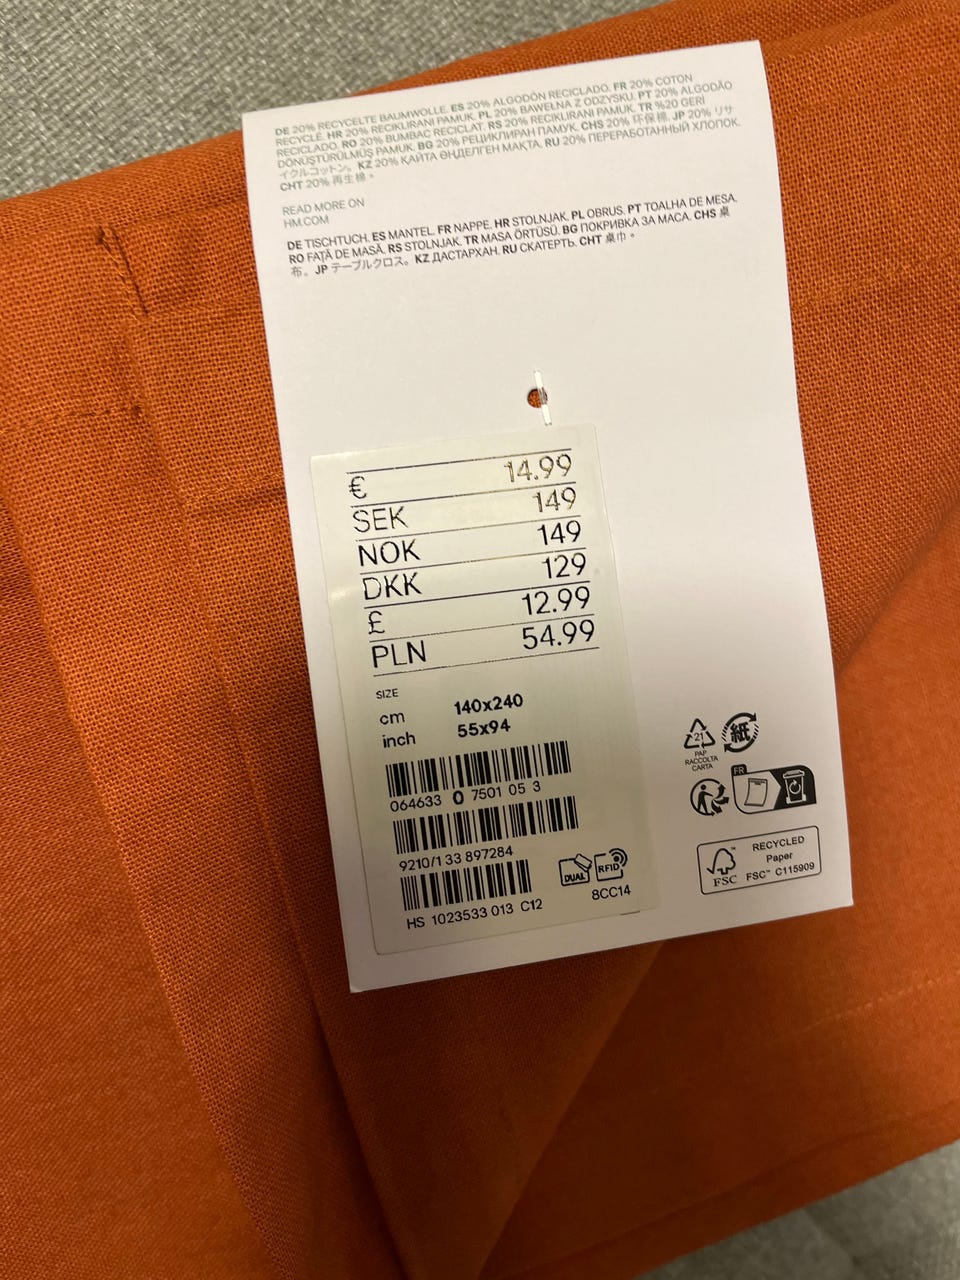 DE 20% RECYCELTE BAUMWOLLE. ES 20% ALGODÓN RECICLADO. FR 20% COTON
RECYCLÉ. HR 20% RECIKLIRANI PAMUK. PL 20% BAWEŁNA Z ODZYSKU. PT 20% ALGODÃO
RECICLADO. RO 20% BUMBAC RECICLAT. RS 20% RECIKLIRANI PAMUK. TR %20 GERİ
DÖNÜŞTÜRÜLMÜŞ PAMUK. BG 20% РЕЦИКЛИРАН ПАМУК. CHS 20% 环保棉. JP 20% リサ
イクルコットン。 KZ 20% ҚАЙТА ӨҢДЕЛГЕН МАҚТА. RU 20% ПЕРЕРАБОТАННЫЙ ХЛОПОК.
CHT 20% 再生棉。
READ MORE ON
HM.COM
DE TISCHTUCH. ES MANTEL. FR NAPPE. HR STOLNJAK. PL OBRUS. PT TOALHA DE MESA.
RO FAȚĂ DE MASĂ. RS STOLNJAK. TR MASA ÖRTÜSÜ. BG ПОКРИВКА ЗА МАСА. CHS 桌
布。 JP テーブルクロス。 KZ ДАСТАРХАН. RU СКАТЕРТЬ. CHT 桌巾。
€ 14.99
SEK 149
NOK 149
DKK 129
£ 12.99
PLN 54.99
SIZE
cm 140x240
inch 55x94
064633 0 7501 05 3
9210/1 33 897284
HS 1023533 013 C12
DUAL
RFID
8CC14
21
PAP
RACCOLTA
CARTA
紙
FR
FSC
RECYCLED
Paper
FSC™ C115909